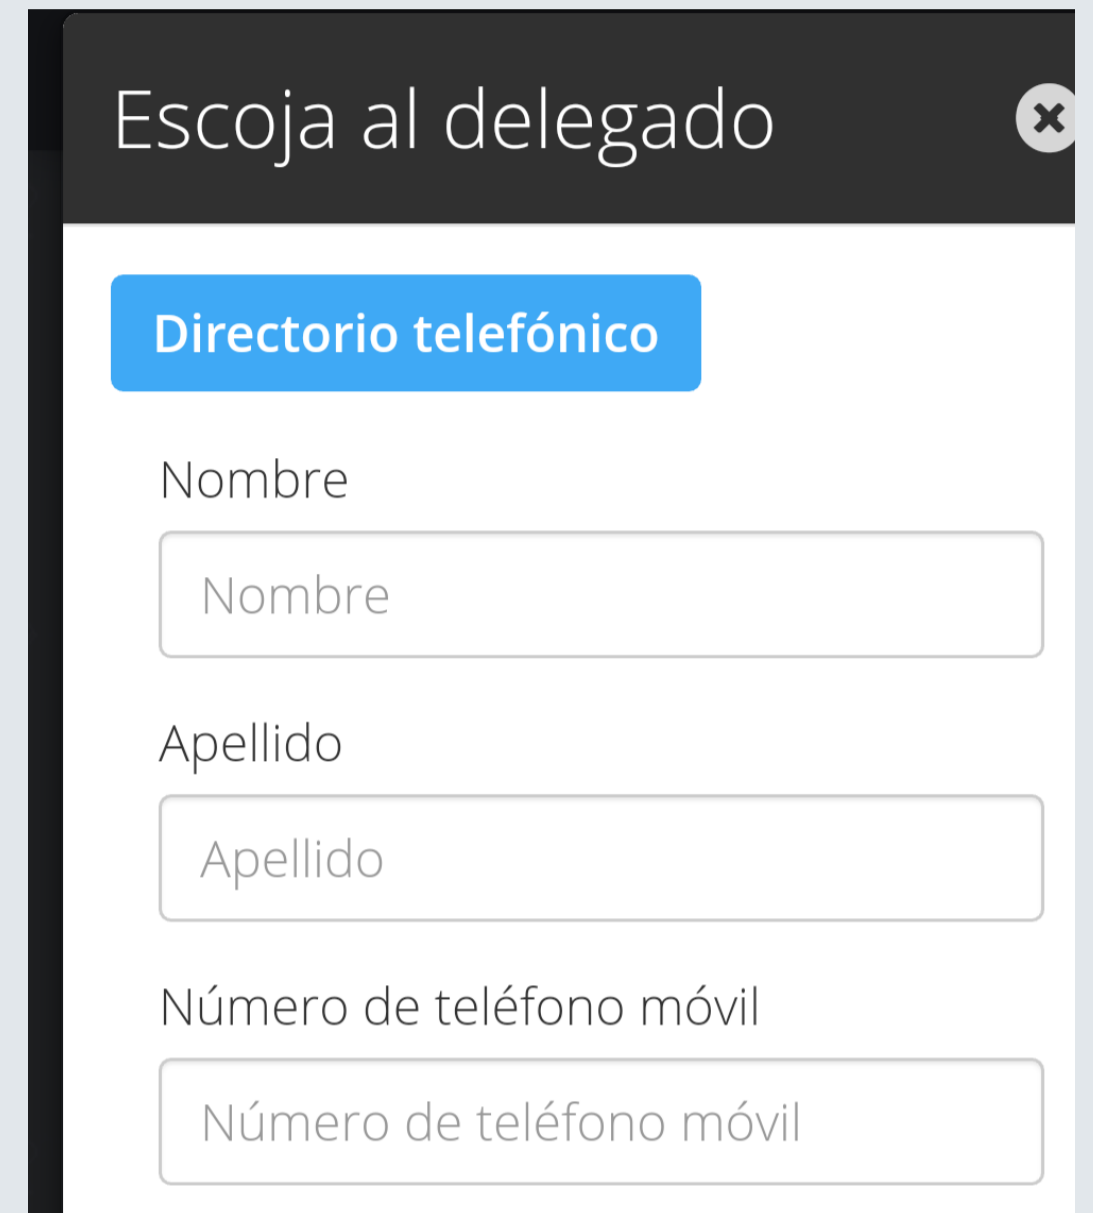 Escoja al delegado
Directorio telefónico
Nombre
Nombre
Apellido
Apellido
Número de teléfono móvil
Número de teléfono móvil